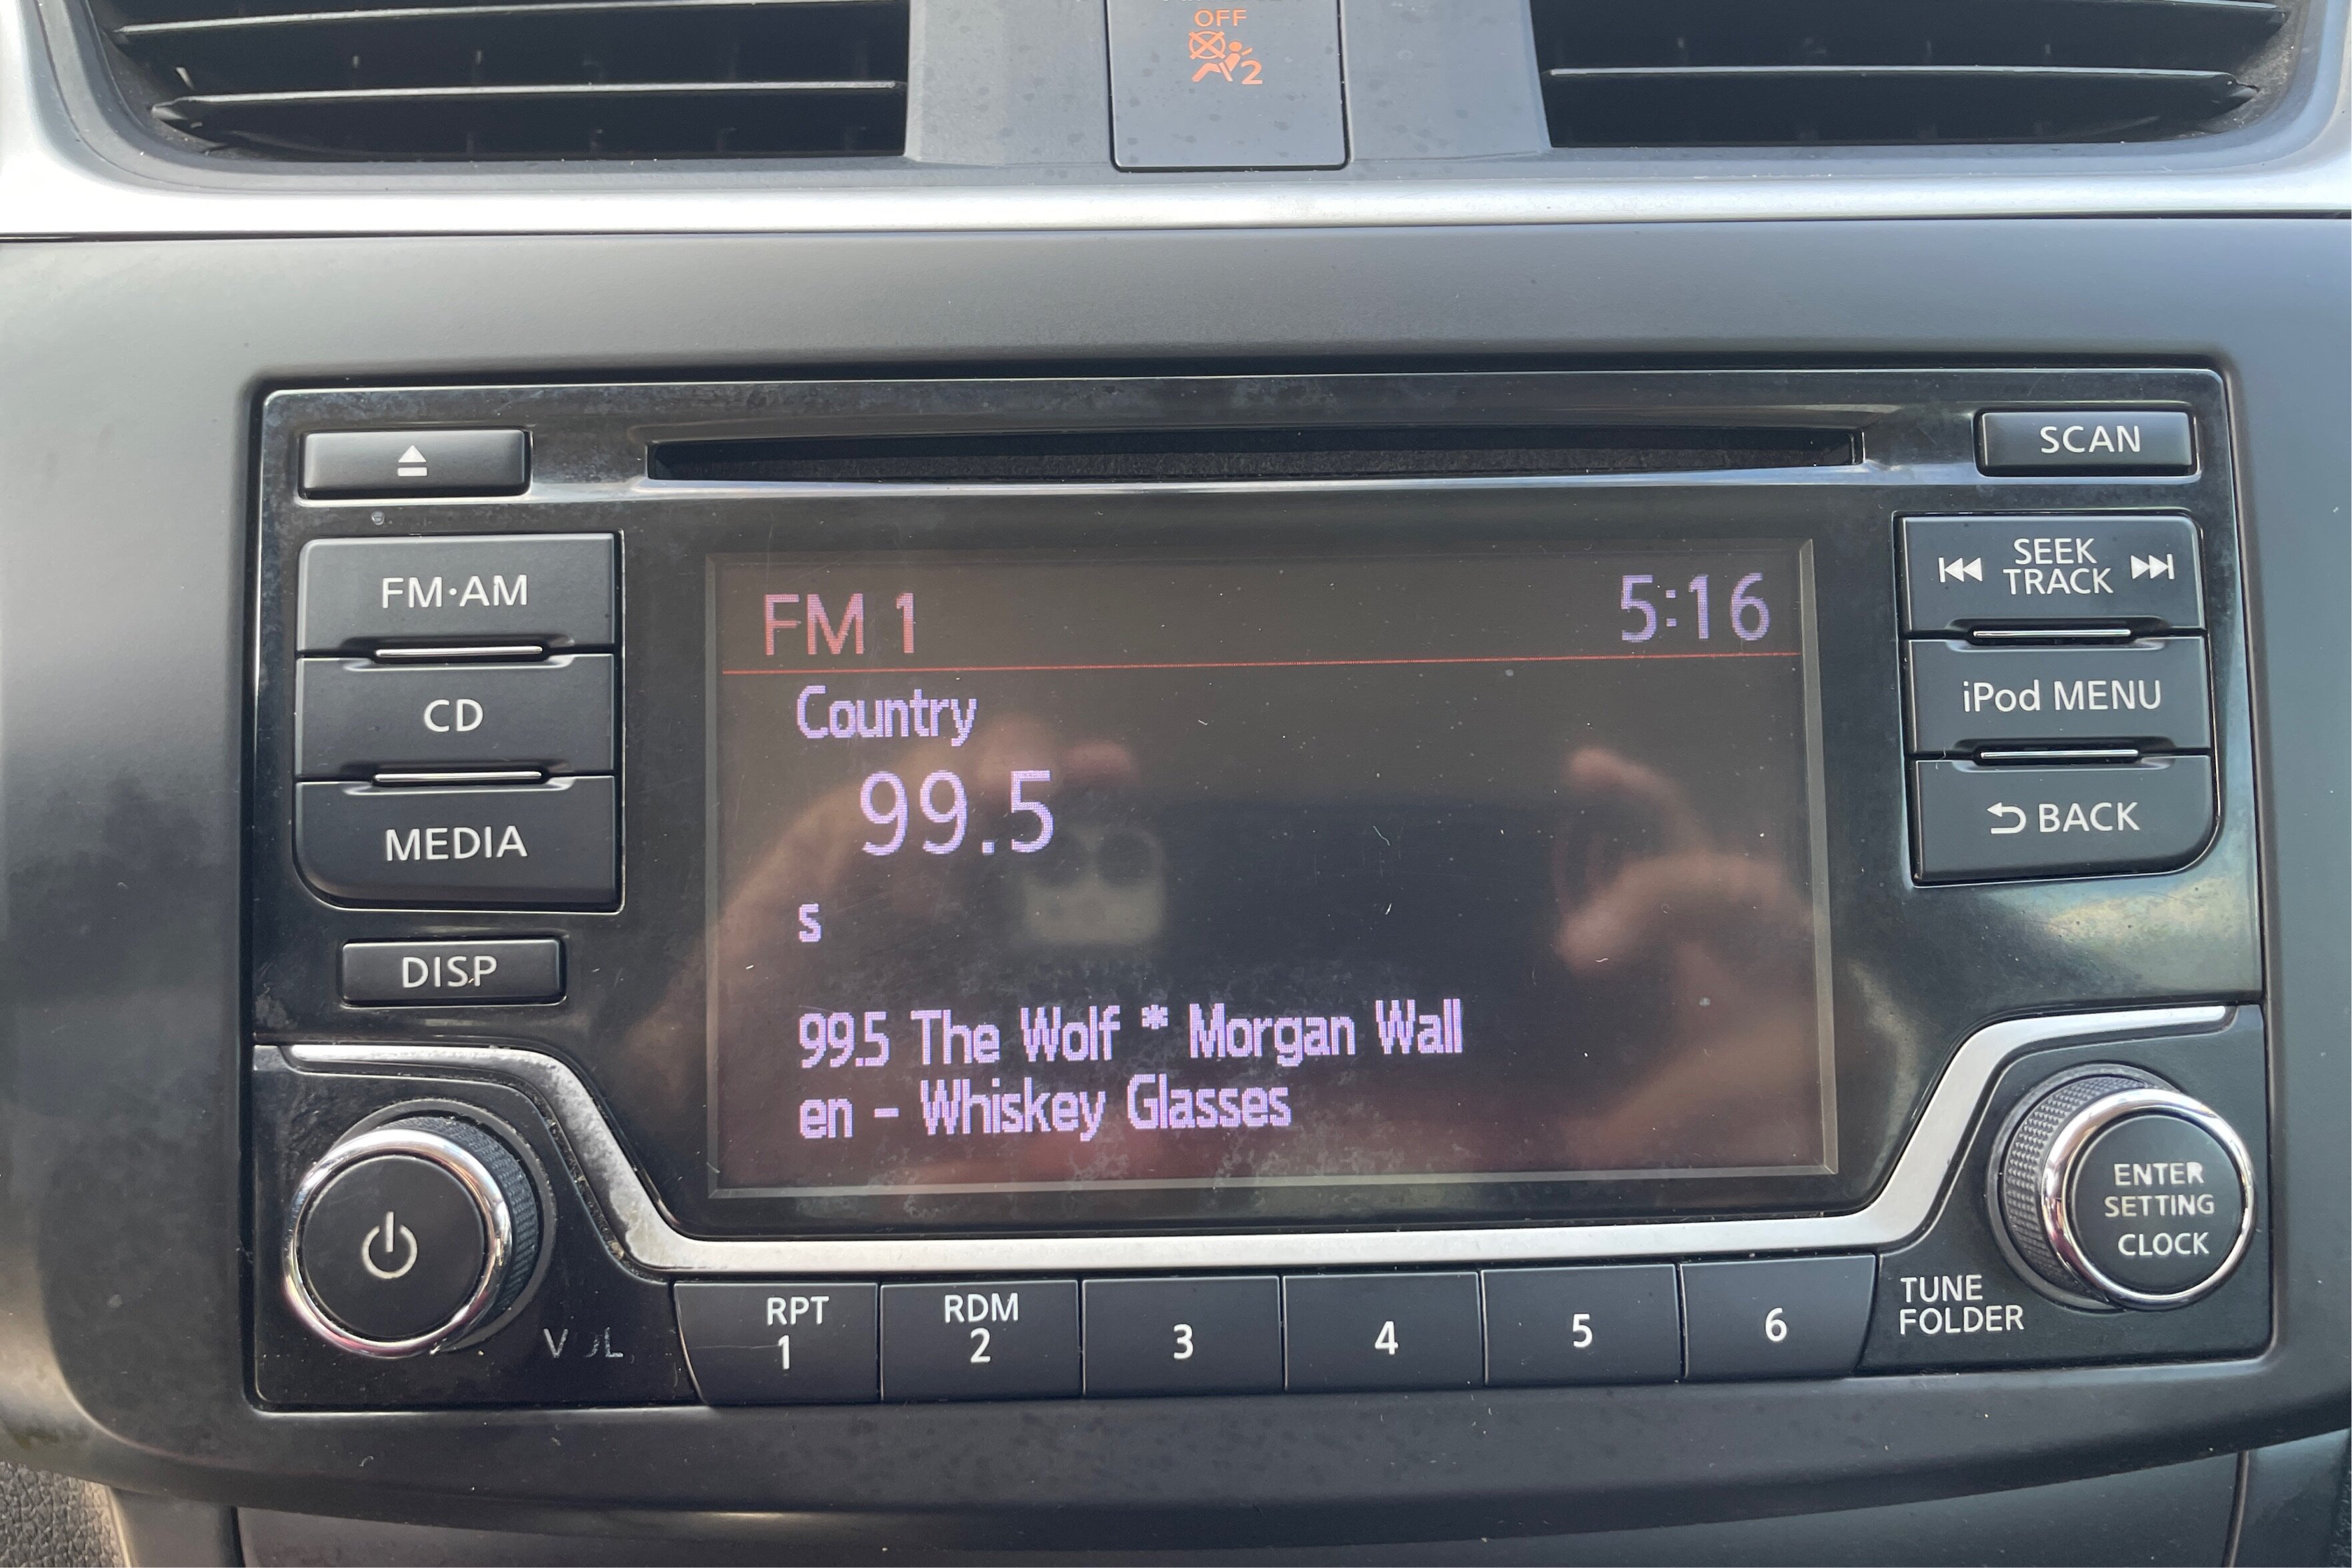 OFF
2
SCAN
FM·AM
CD
MEDIA
DISP
SEEK
TRACK
iPod MENU
BACK
FM 1
5:16
Country
99.5
s
99.5 The Wolf * Morgan Wall
en - Whiskey Glasses
VOL
RPT
1
RDM
2
3
4
5
6
TUNE
FOLDER
ENTER
SETTING
CLOCK